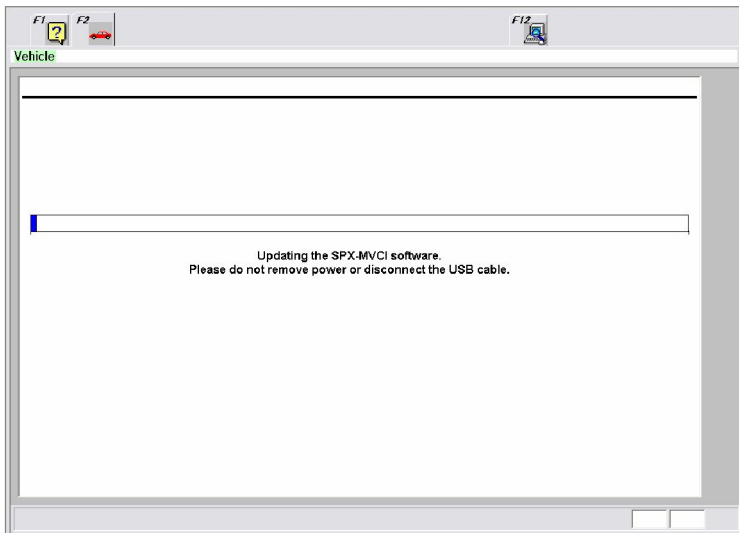 F1 F2 F12
Vehicle
Updating the SPX-MVCI software.
Please do not remove power or disconnect the USB cable.